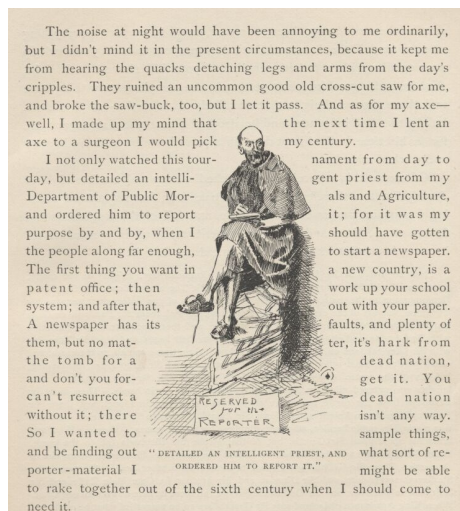 The noise at night would have been annoying to me ordinarily,
but I didn't mind it in the present circumstances, because it kept me
from hearing the quacks detaching legs and arms from the day's
cripples. They ruined an uncommon good old cross-cut saw for me,
and broke the saw-buck, too, but I let it pass. And as for my axe—
well, I made up my mind that the next time I lent an
axe to a surgeon I would pick my century.
I not only watched this tour- nament from day to
day, but detailed an intelli- gent priest from my
Department of Public Mor- als and Agriculture,
and ordered him to report it; for it was my
purpose by and by, when I should have gotten
the people along far enough, to start a newspaper.
The first thing you want in a new country, is a
patent office; then work up your school
system; and after that, out with your paper.
A newspaper has its faults, and plenty of
them, but no mat- ter, it's hark from
the tomb for a dead nation,
and don't you for- get it. You
can't resurrect a dead nation
without it; there isn't any way.
So I wanted to sample things,
and be finding out what sort of re-
porter-material I might be able
to rake together out of the sixth century when I should come to
need it.
RESERVED
for the
REPORTER
"DETAILED AN INTELLIGENT PRIEST, AND
ORDERED HIM TO REPORT IT."